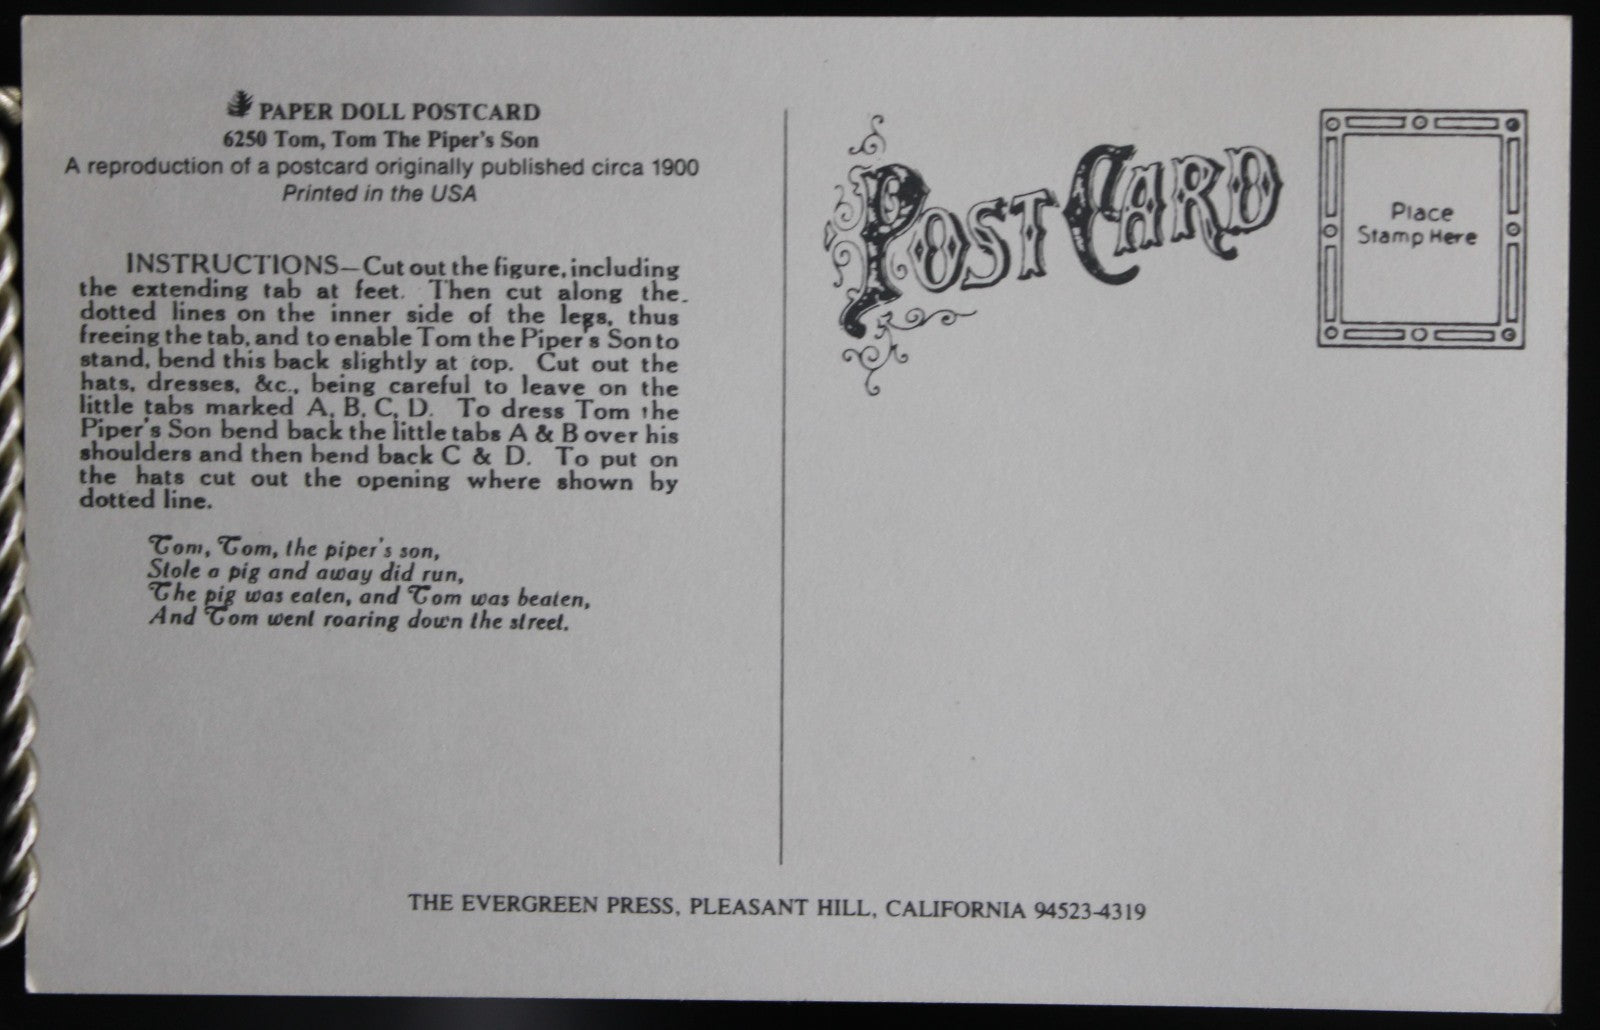 PAPER DOLL POSTCARD
6250 Tom, Tom The Piper's Son
A reproduction of a postcard originally published circa 1900
Printed in the USA
INSTRUCTIONS—Cut out the figure, including
the extending tab at feet. Then cut along the
dotted lines on the inner side of the legs, thus
freeing the tab, and to enable Tom the Piper's Son to
stand, bend this back slightly at top. Cut out the
hats, dresses, &c., being careful to leave on the
little tabs marked A, B, C, D. To dress Tom the
Piper's Son bend back the little tabs A & B over his
shoulders and then bend back C & D. To put on
the hats cut out the opening where shown by
dotted line.
Tom, Tom, the piper's son,
Stole a pig and away did run,
The pig was eaten, and Tom was beaten,
And Tom went roaring down the street.
POST CARD
Place
Stamp Here
THE EVERGREEN PRESS, PLEASANT HILL, CALIFORNIA 94523-4319